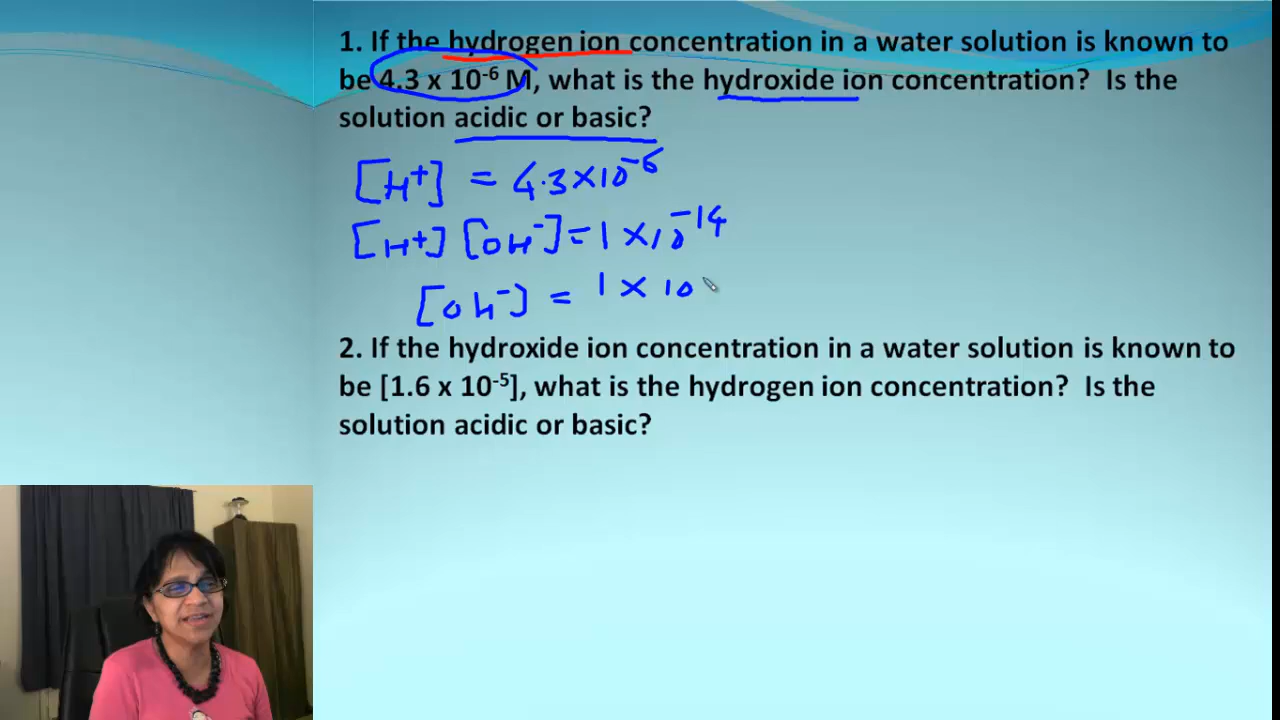 1. If the hydrogen ion concentration in a water solution is known to
be 4.3 x 10⁻⁶ M, what is the hydroxide ion concentration?  Is the
solution acidic or basic?
[H⁺] = 4.3×10⁻⁶
[H⁺] [OH⁻] = 1 ×10⁻¹⁴
[OH⁻] = 1 × 10
2. If the hydroxide ion concentration in a water solution is known to
be [1.6 x 10⁻⁵], what is the hydrogen ion concentration?  Is the
solution acidic or basic?